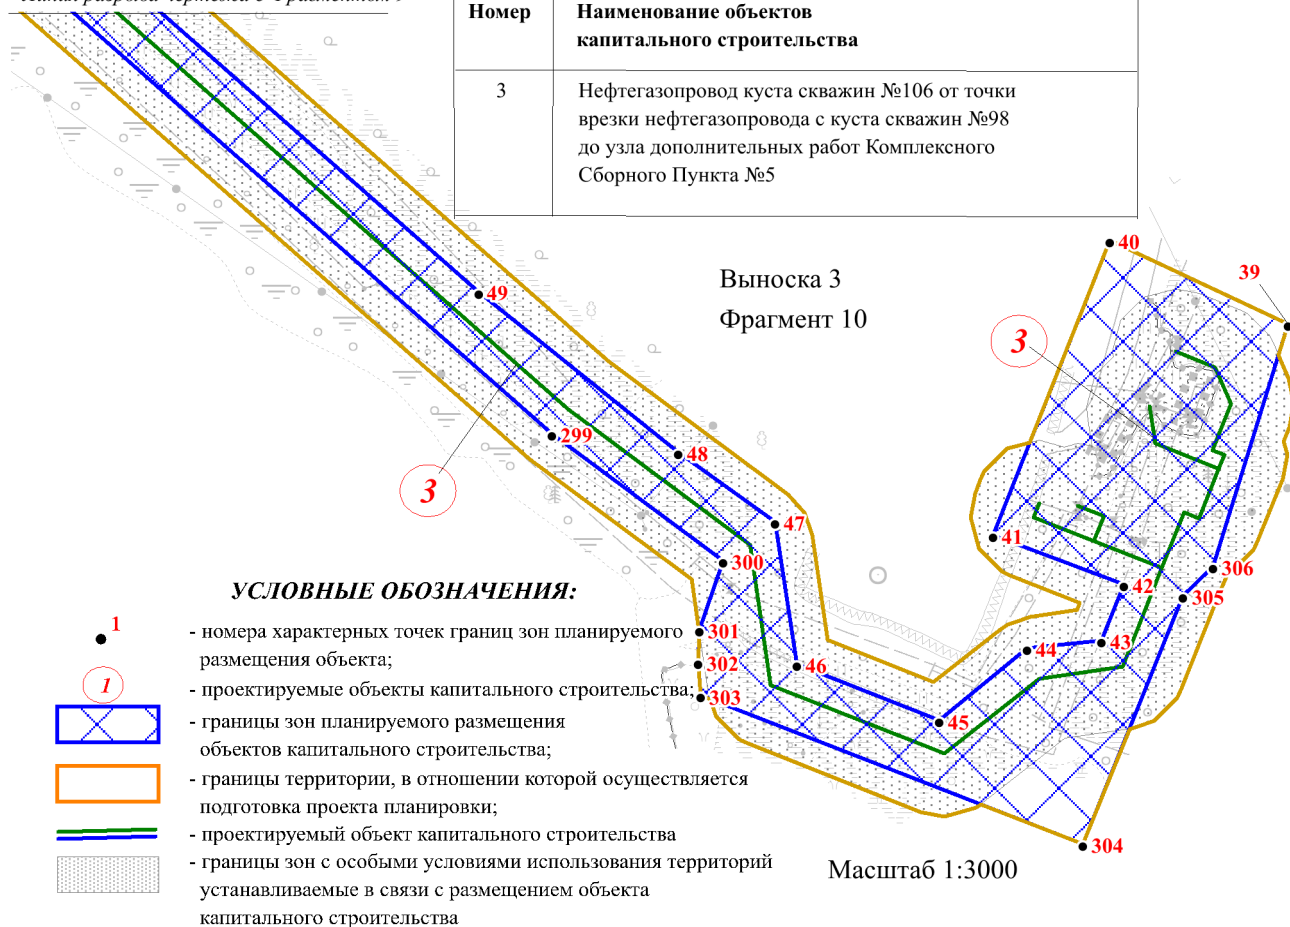 Номер
Наименование объектов
капитального строительства
3
Нефтегазопровод куста скважин №106 от точки
врезки нефтегазопровода с куста скважин №98
до узла дополнительных работ Комплексного
Сборного Пункта №5
Выноска 3
Фрагмент 10
40
39
49
3
299
48
3
47
41
300
306
42
305
301
43
44
302
46
303
45
304
УСЛОВНЫЕ ОБОЗНАЧЕНИЯ:
1
- номера характерных точек границ зон планируемого
размещения объекта;
1
- проектируемые объекты капитального строительства;
- границы зон планируемого размещения
объектов капитального строительства;
- границы территории, в отношении которой осуществляется
подготовка проекта планировки;
- проектируемый объект капитального строительства
- границы зон с особыми условиями использования территорий
устанавливаемые в связи с размещением объекта
капитального строительства
Масштаб 1:3000